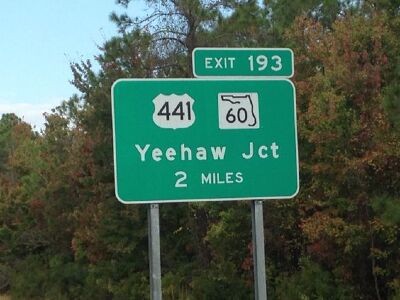 EXIT 193
441 60
Yeehaw Jct
2 MILES